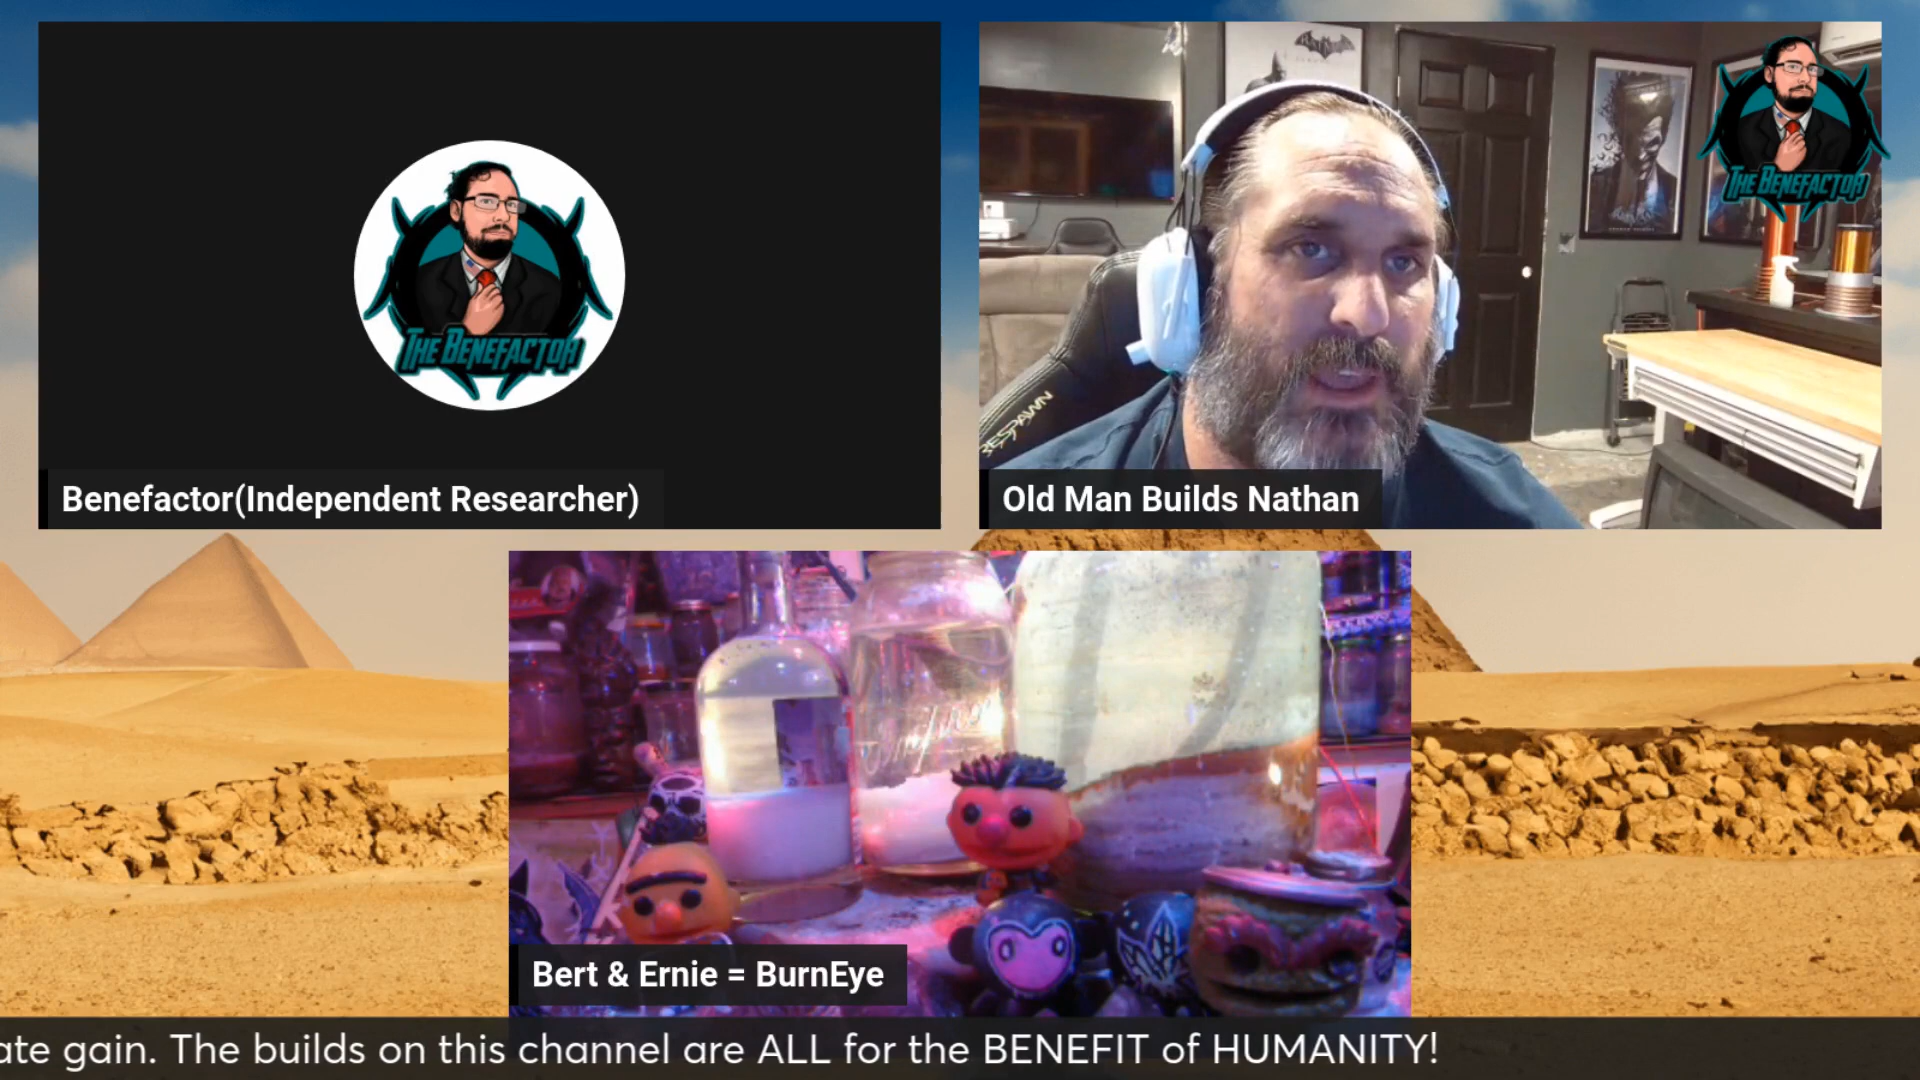 THE BENEFACTOR
Benefactor(Independent Researcher)
RESPAWN
THE BENEFACTOR
Old Man Builds Nathan
Bert & Ernie = BurnEye
ate gain. The builds on this channel are ALL for the BENEFIT of HUMANITY!